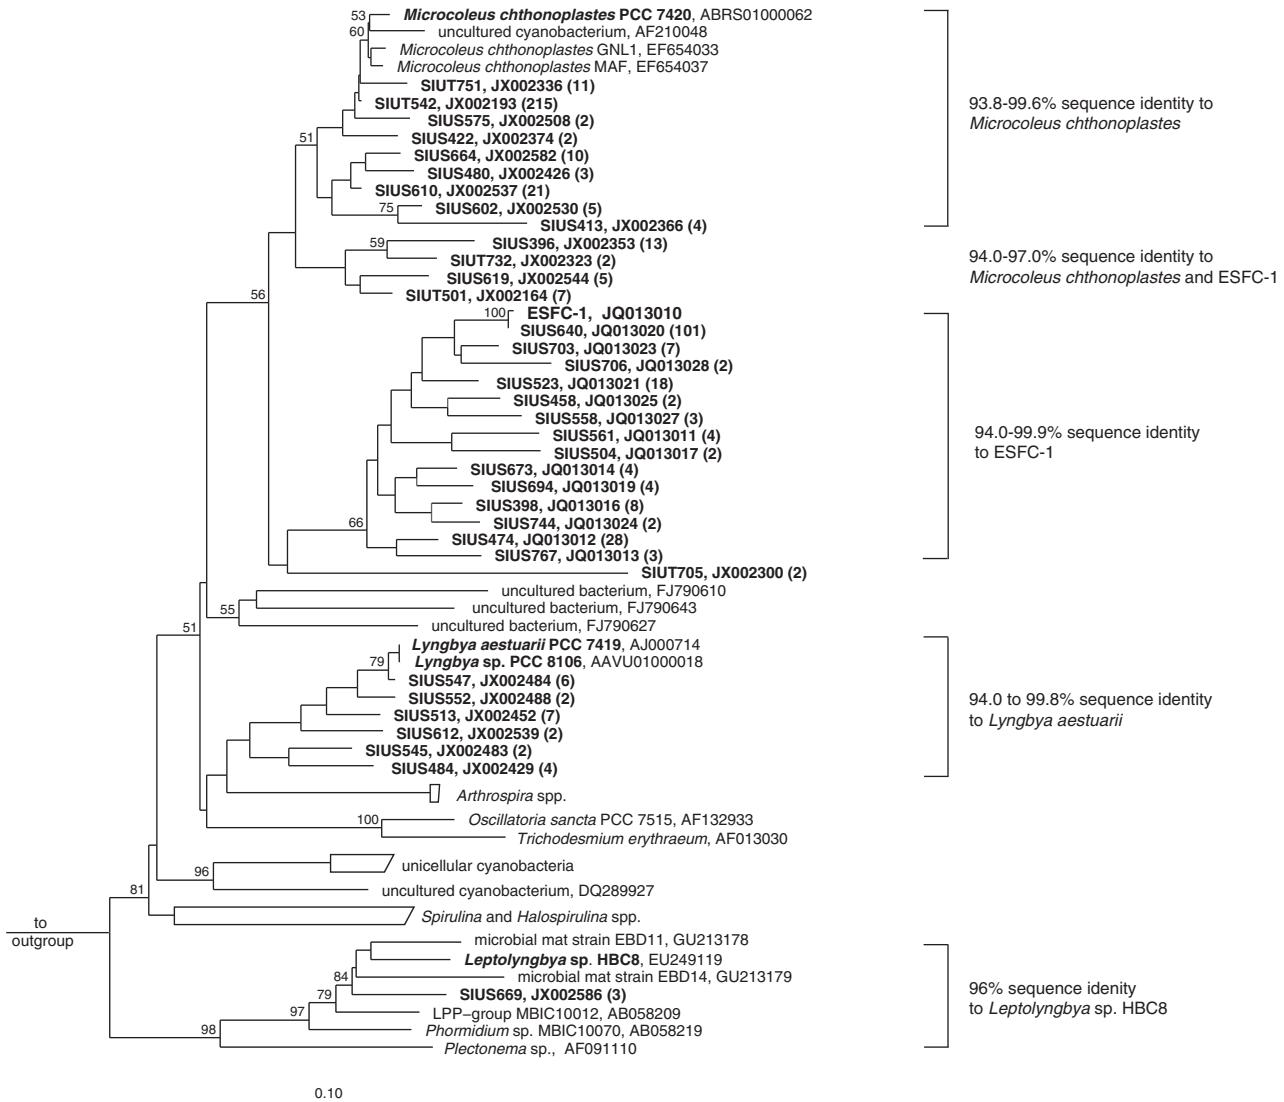 53
Microcoleus chthonoplastes PCC 7420, ABRS01000062
60
uncultured cyanobacterium, AF210048
Microcoleus chthonoplastes GNL1, EF654033
Microcoleus chthonoplastes MAF, EF654037
SIUT751, JX002336 (11)
SIUT542, JX002193 (215)
SIUS575, JX002508 (2)
51
SIUS422, JX002374 (2)
SIUS664, JX002582 (10)
SIUS480, JX002426 (3)
SIUS610, JX002537 (21)
75
SIUS602, JX002530 (5)
SIUS413, JX002366 (4)
93.8-99.6% sequence identity to
Microcoleus chthonoplastes
59
SIUS396, JX002353 (13)
SIUT732, JX002323 (2)
SIUS619, JX002544 (5)
SIUT501, JX002164 (7)
94.0-97.0% sequence identity to
Microcoleus chthonoplastes and ESFC-1
56
100
ESFC-1, JQ013010
SIUS640, JQ013020 (101)
SIUS703, JQ013023 (7)
SIUS706, JQ013028 (2)
SIUS523, JQ013021 (18)
SIUS458, JQ013025 (2)
SIUS558, JQ013027 (3)
SIUS561, JQ013011 (4)
SIUS504, JQ013017 (2)
SIUS673, JQ013014 (4)
SIUS694, JQ013019 (4)
SIUS398, JQ013016 (8)
66
SIUS744, JQ013024 (2)
SIUS474, JQ013012 (28)
SIUS767, JQ013013 (3)
94.0-99.9% sequence identity
to ESFC-1
SIUT705, JX002300 (2)
uncultured bacterium, FJ790610
55
uncultured bacterium, FJ790643
uncultured bacterium, FJ790627
51
Lyngbya aestuarii PCC 7419, AJ000714
79
Lyngbya sp. PCC 8106, AAVU01000018
SIUS547, JX002484 (6)
SIUS552, JX002488 (2)
SIUS513, JX002452 (7)
SIUS612, JX002539 (2)
SIUS545, JX002483 (2)
SIUS484, JX002429 (4)
94.0 to 99.8% sequence identity
to Lyngbya aestuarii
Arthrospira spp.
100
Oscillatoria sancta PCC 7515, AF132933
Trichodesmium erythraeum, AF013030
unicellular cyanobacteria
96
uncultured cyanobacterium, DQ289927
81
Spirulina and Halospirulina spp.
to
outgroup
microbial mat strain EBD11, GU213178
Leptolyngbya sp. HBC8, EU249119
84
microbial mat strain EBD14, GU213179
79
SIUS669, JX002586 (3)
97
LPP−group MBIC10012, AB058209
98
Phormidium sp. MBIC10070, AB058219
Plectonema sp., AF091110
96% sequence idenity
to Leptolyngbya sp. HBC8
0.10